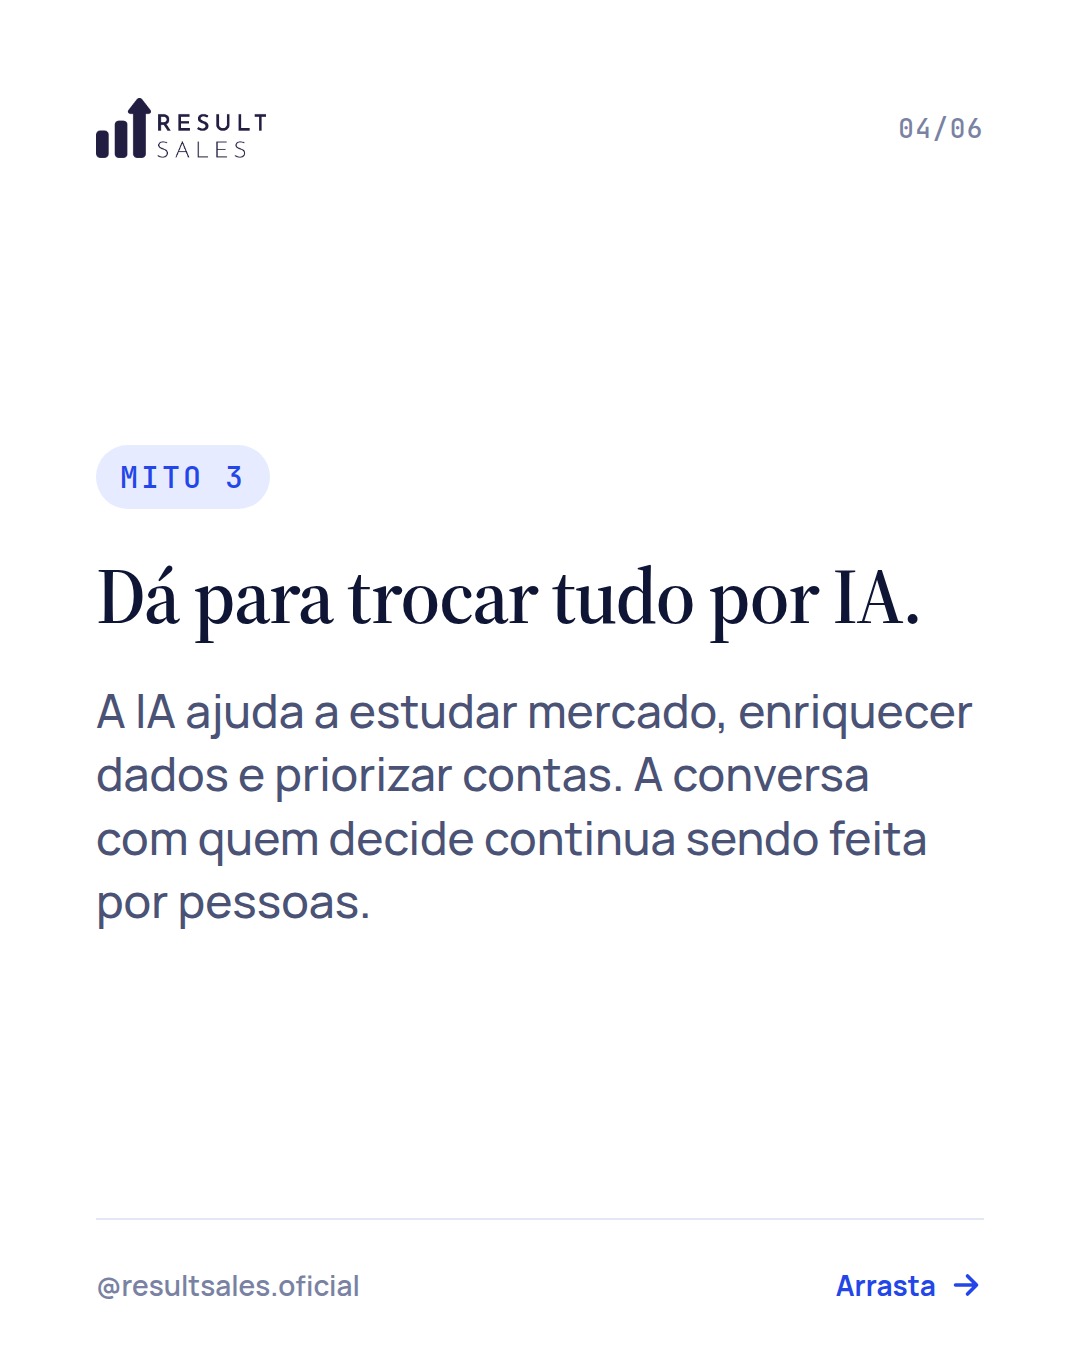 RESULT
SALES
04/06
MITO 3
Dá para trocar tudo por IA.
A IA ajuda a estudar mercado, enriquecer
dados e priorizar contas. A conversa
com quem decide continua sendo feita
por pessoas.
@resultsales.oficial
Arrasta →